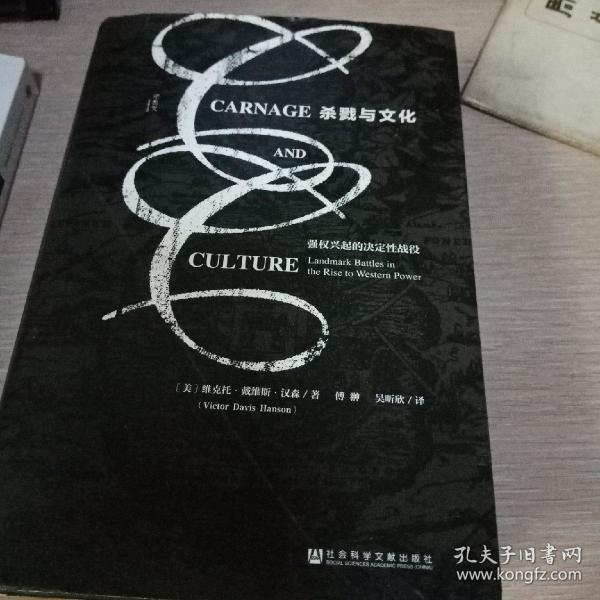 CARNAGE 杀戮与文化
AND
CULTURE
强权兴起的决定性战役
Landmark Battles in
the Rise to Western Power
［美］维克托·戴维斯·汉森／著 傅翀 吴昕欣／译
(Victor Davis Hanson)
社会科学文献出版社
SOCIAL SCIENCES ACADEMIC PRESS (CHINA)
孔夫子旧书网
www.kongfz.com